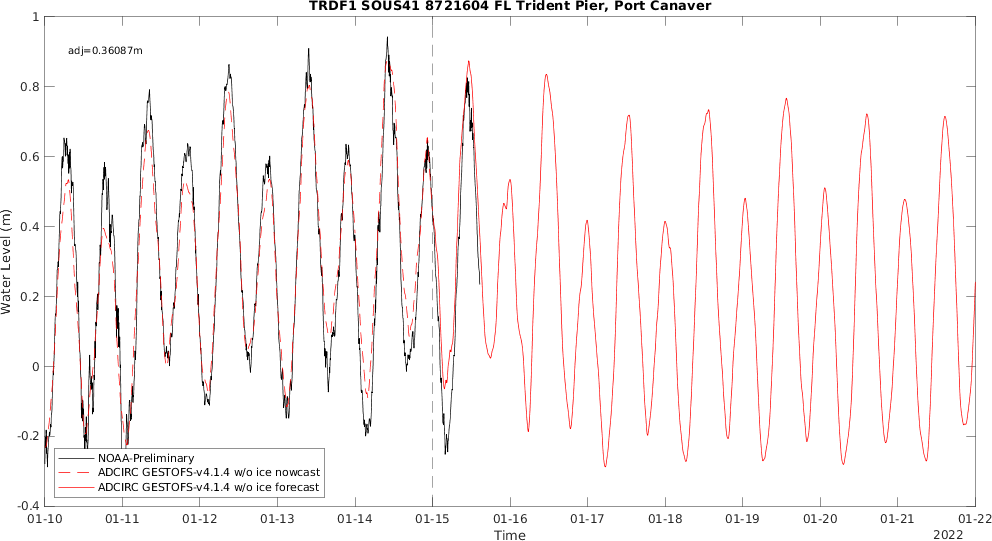 TRDF1 SOUS41 8721604 FL Trident Pier, Port Canaver
adj=0.36087m
1
0.8
0.6
0.4
0.2
0
-0.2
-0.4
Water Level (m)
NOAA-Preliminary
ADCIRC GESTOFS-v4.1.4 w/o ice nowcast
ADCIRC GESTOFS-v4.1.4 w/o ice forecast
01-10 01-11 01-12 01-13 01-14 01-15 01-16 01-17 01-18 01-19 01-20 01-21 01-22
Time
2022